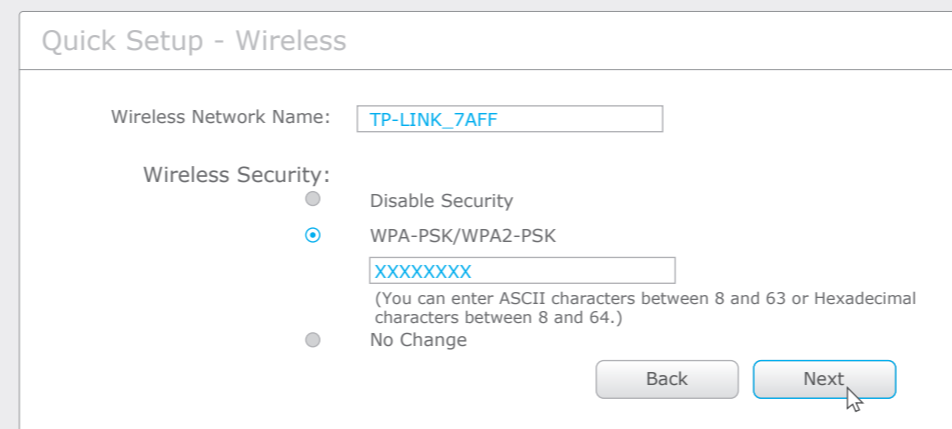 Quick Setup - Wireless
Wireless Network Name: TP-LINK_7AFF
Wireless Security:
Disable Security
WPA-PSK/WPA2-PSK
XXXXXXXX
(You can enter ASCII characters between 8 and 63 or Hexadecimal
characters between 8 and 64.)
No Change
Back Next